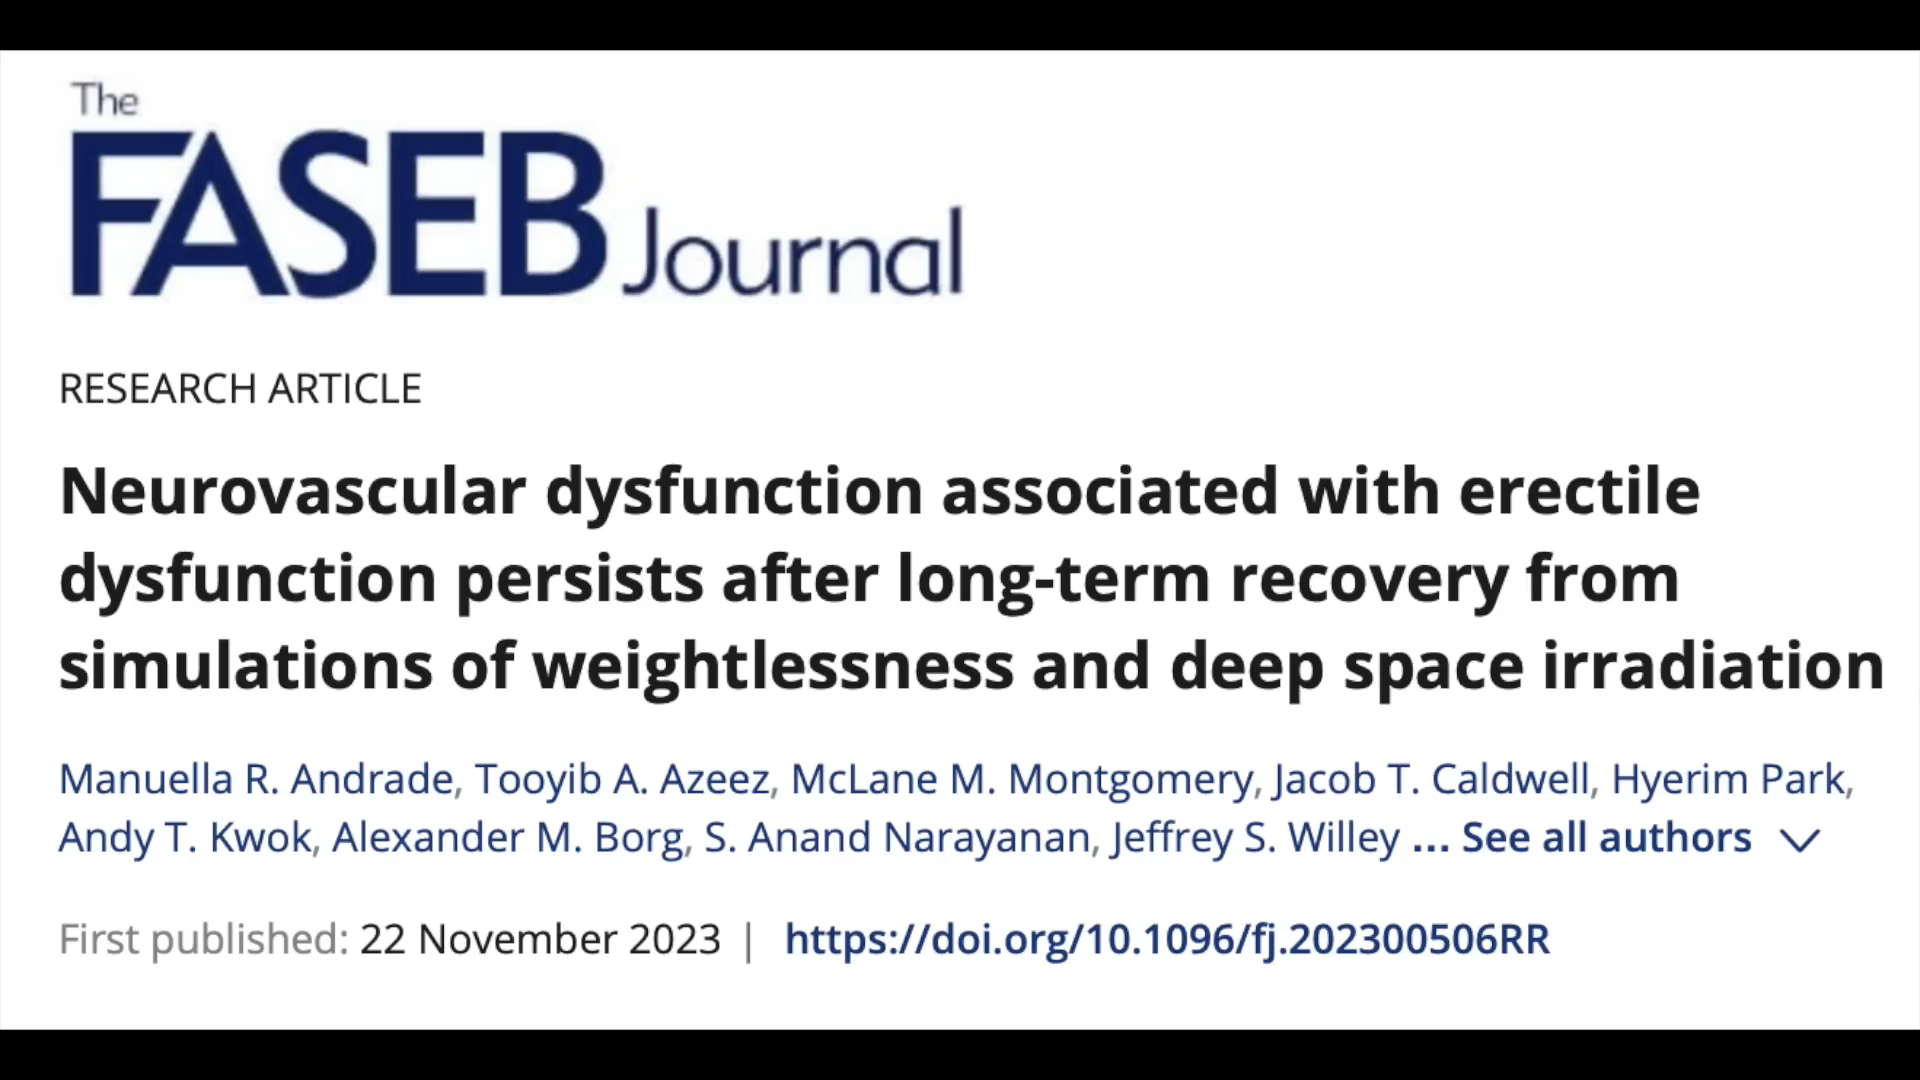 The
FASEB Journal
RESEARCH ARTICLE
Neurovascular dysfunction associated with erectile
dysfunction persists after long-term recovery from
simulations of weightlessness and deep space irradiation
Manuella R. Andrade, Tooyib A. Azeez, McLane M. Montgomery, Jacob T. Caldwell, Hyerim Park,
Andy T. Kwok, Alexander M. Borg, S. Anand Narayanan, Jeffrey S. Willey ... See all authors
First published: 22 November 2023 | https://doi.org/10.1096/fj.202300506RR